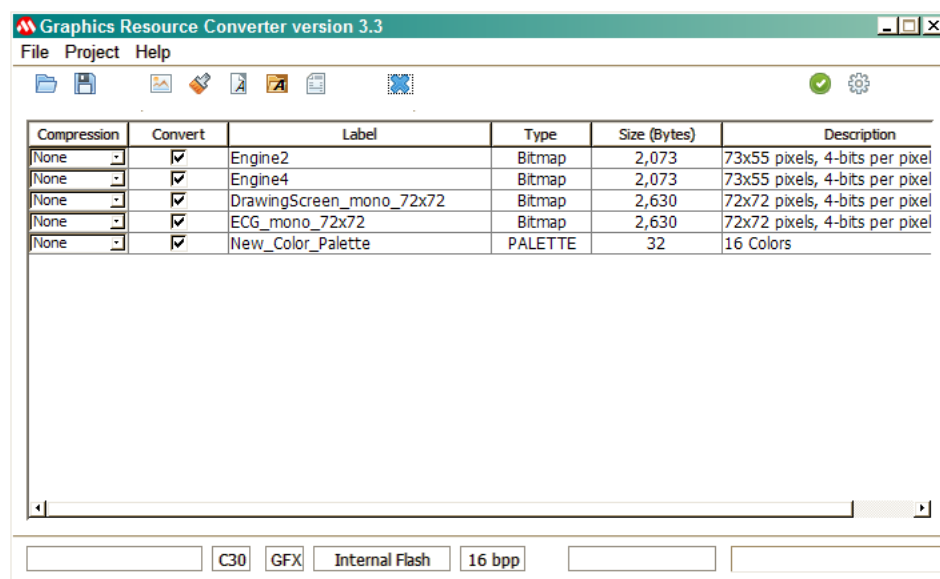 Graphics Resource Converter version 3.3
File Project Help
Compression Convert Label Type Size (Bytes) Description
None Engine2 Bitmap 2,073 73x55 pixels, 4-bits per pixel
None Engine4 Bitmap 2,073 73x55 pixels, 4-bits per pixel
None DrawingScreen_mono_72x72 Bitmap 2,630 72x72 pixels, 4-bits per pixel
None ECG_mono_72x72 Bitmap 2,630 72x72 pixels, 4-bits per pixel
None New_Color_Palette PALETTE 32 16 Colors
C30 GFX Internal Flash 16 bpp